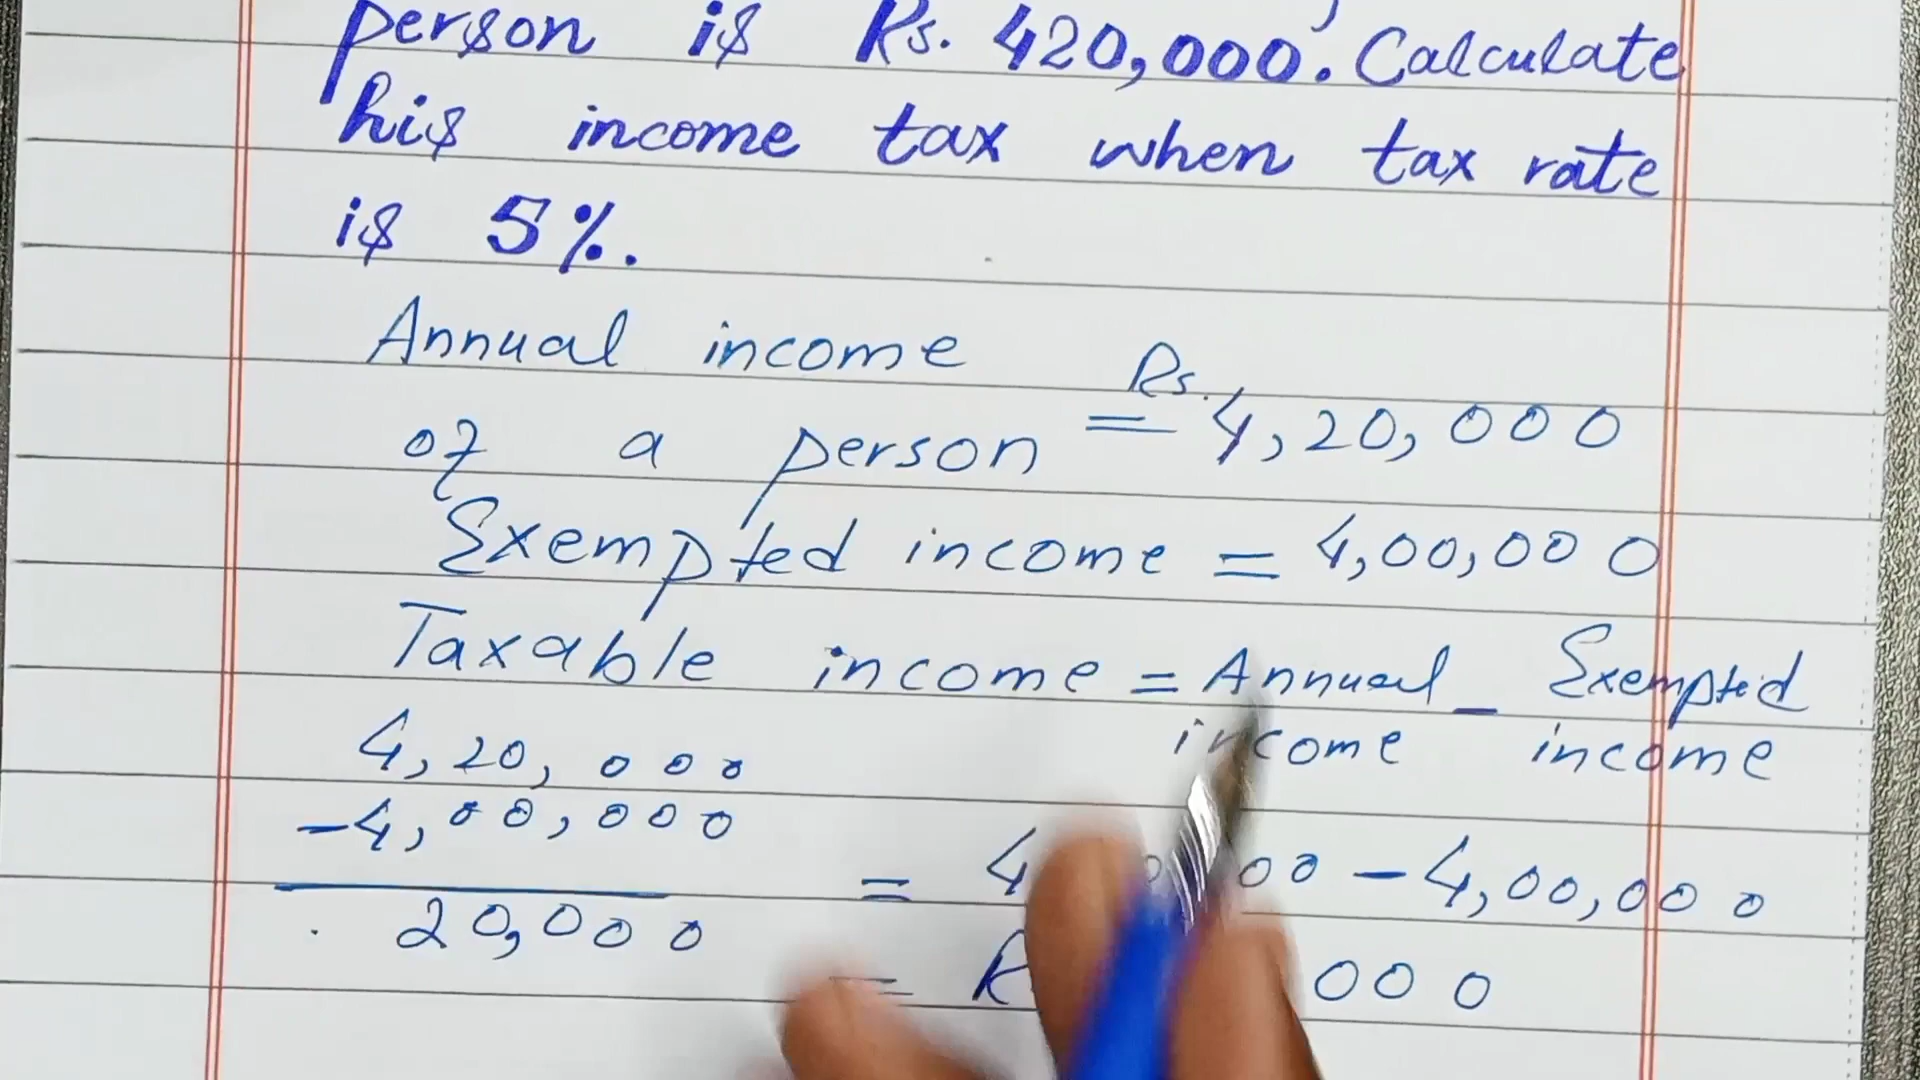 person is Rs. 420,000. Calculate
his income tax when tax rate
is 5%.
Annual income
of a person = Rs. 4,20,000
Exempted income = 4,00,000
Taxable income = Annual - Exempted
income income
4,20,000
-4,00,000
20,000
= 4 00 - 4,00,000
= R 000